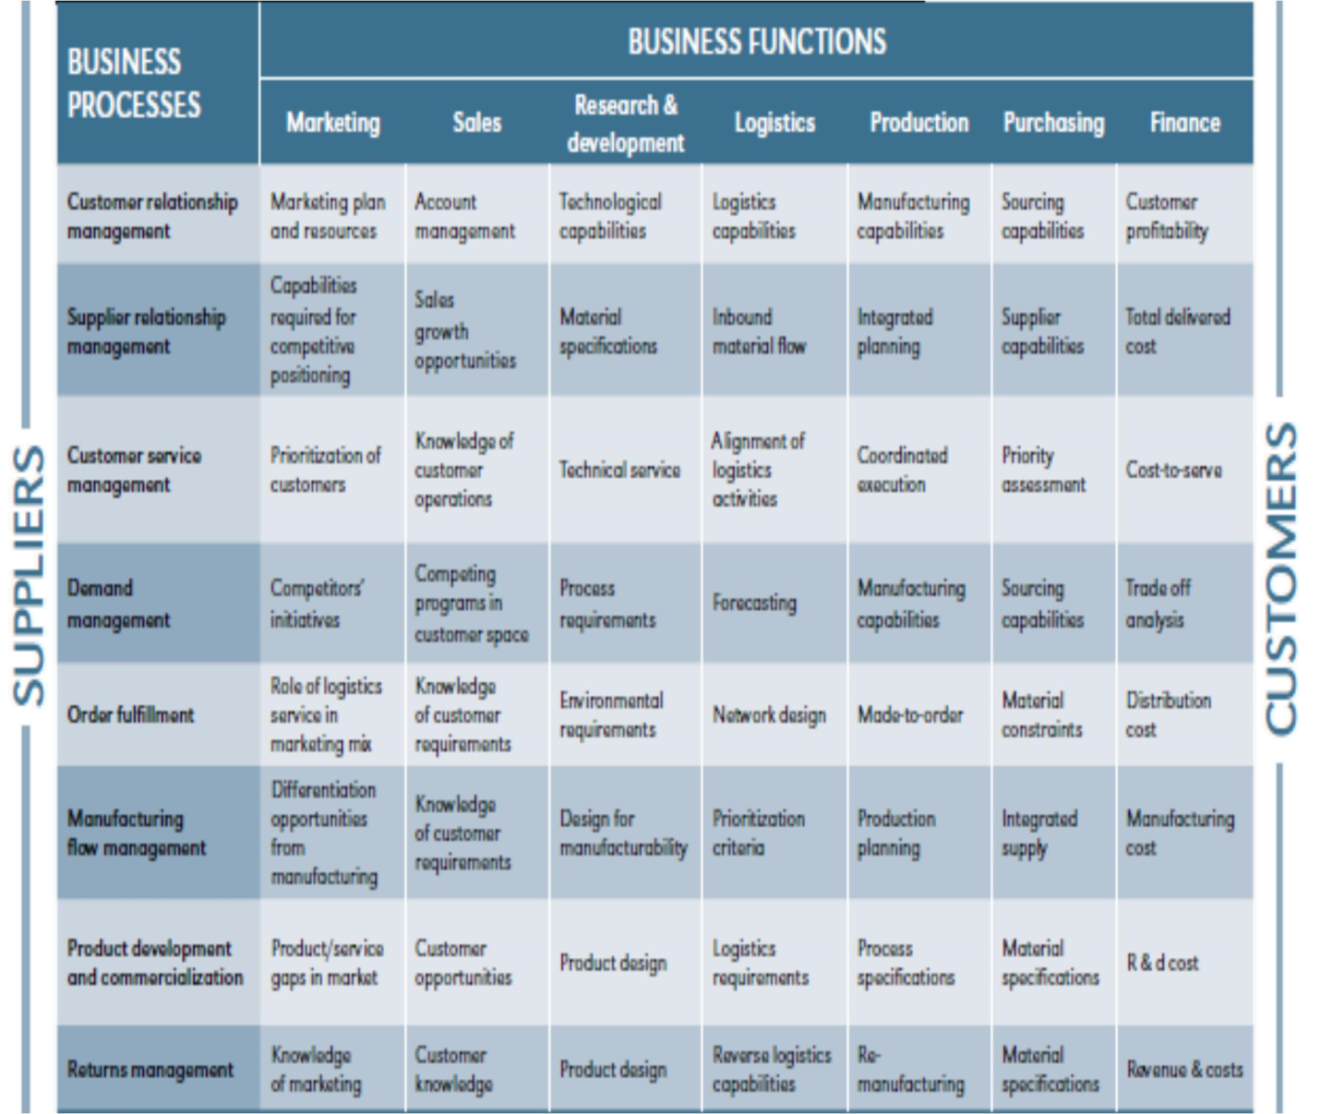 SUPPLIERS
BUSINESS
PROCESSES
BUSINESS FUNCTIONS
Marketing
Sales
Research &
development
Logistics
Production
Purchasing
Finance
Customer relationship
management
Marketing plan
and resources
Account
management
Technological
capabilities
Logistics
capabilities
Manufacturing
capabilities
Sourcing
capabilities
Customer
profitability
Supplier relationship
management
Capabilities
required for
competitive
positioning
Sales
growth
opportunities
Material
specifications
Inbound
material flow
Integrated
planning
Supplier
capabilities
Total delivered
cost
Customer service
management
Prioritization of
customers
Knowledge of
customer
operations
Technical service
Alignment of
logistics
activities
Coordinated
execution
Priority
assessment
Cost-to-serve
Demand
management
Competitors'
initiatives
Competing
programs in
customer space
Process
requirements
Forecasting
Manufacturing
capabilities
Sourcing
capabilities
Trade off
analysis
Order fulfillment
Role of logistics
service in
marketing mix
Knowledge
of customer
requirements
Environmental
requirements
Network design
Made-to-order
Material
constraints
Distribution
cost
Manufacturing
flow management
Differentiation
opportunities
from
manufacturing
Knowledge
of customer
requirements
Design for
manufacturability
Prioritization
criteria
Production
planning
Integrated
supply
Manufacturing
cost
Product development
and commercialization
Product/service
gaps in market
Customer
opportunities
Product design
Logistics
requirements
Process
specifications
Material
specifications
R & d cost
Returns management
Knowledge
of marketing
Customer
knowledge
Product design
Reverse logistics
capabilities
Re-
manufacturing
Material
specifications
Revenue & costs
CUSTOMERS